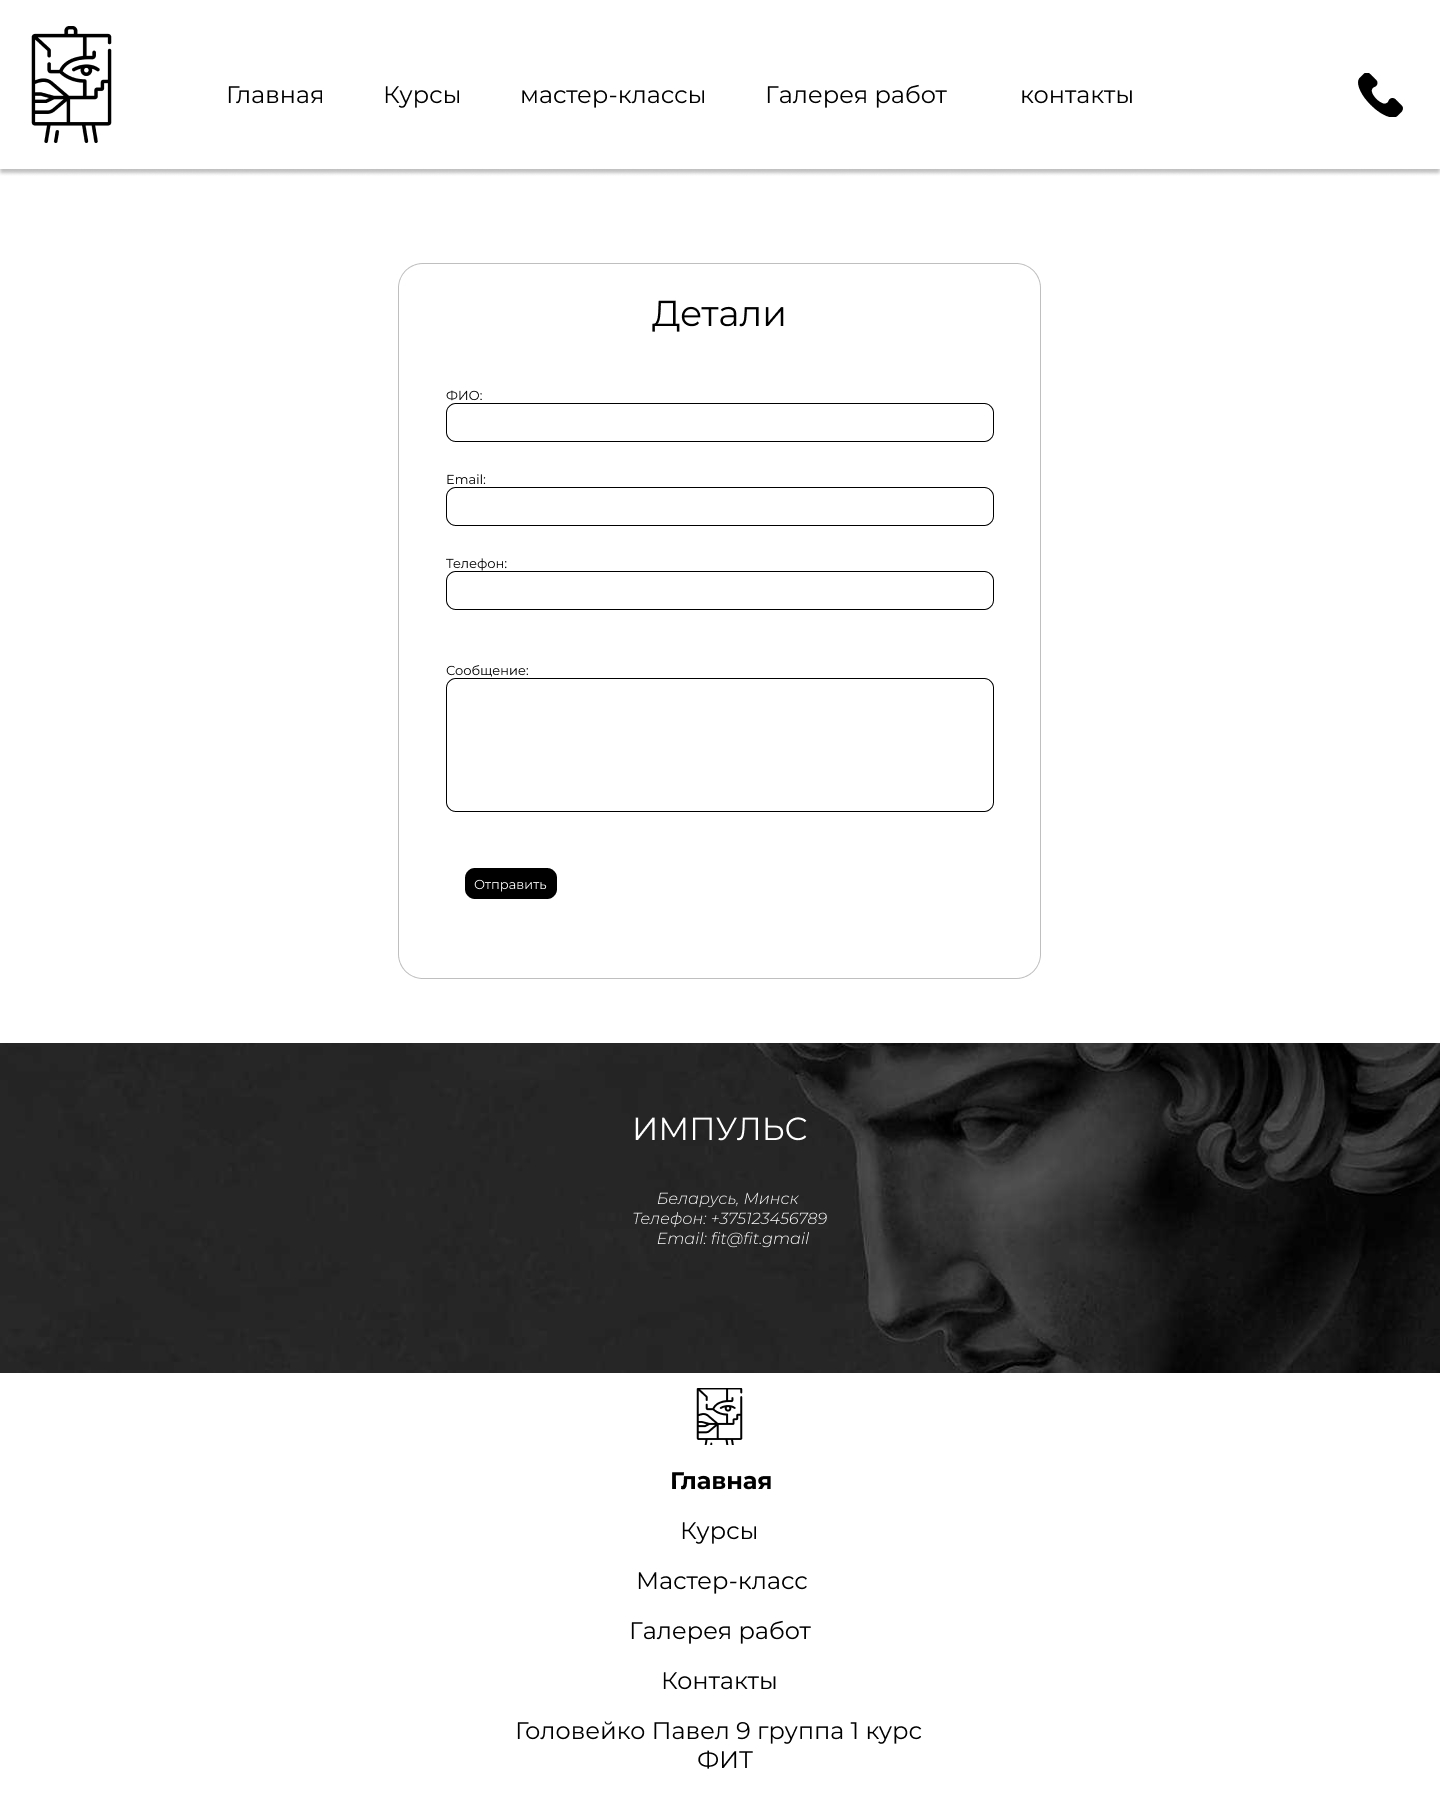 Главная Курсы мастер-классы Галерея работ контакты
Детали
ФИО:
Email:
Телефон:
Сообщение:
Отправить
ИМПУЛЬС
Беларусь, Минск
Телефон: +375123456789
Email: fit@fit.gmail
Главная
Курсы
Мастер-класс
Галерея работ
Контакты
Головейко Павел 9 группа 1 курс
ФИТ